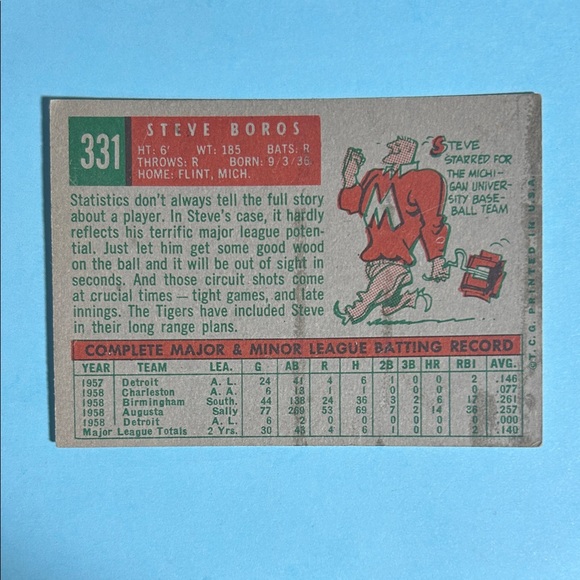 331
STEVE BOROS
HT: 6' WT: 185 BATS: R
THROWS: R BORN: 9/3/36
HOME: FLINT, MICH.
Statistics don't always tell the full story
about a player. In Steve's case, it hardly
reflects his terrific major league poten-
tial. Just let him get some good wood
on the ball and it will be out of sight in
seconds. And those circuit shots come
at crucial times — tight games, and late
innings. The Tigers have included Steve
in their long range plans.
M
STEVE
STARRED FOR
THE MICHI-
GAN UNIVER-
SITY BASE-
BALL TEAM
©T.C.G. PRINTED IN U.S.A.
COMPLETE MAJOR & MINOR LEAGUE BATTING RECORD
YEAR TEAM LEA. G AB R H 2B 3B HR RBI AVG.
1957 Detroit A. L. 24 41 4 6 1 0 0 2 .146
1958 Charleston A. A. 6 13 1 1 0 0 0 0 .077
1958 Birmingham South. 44 138 24 36 3 2 6 17 .261
1958 Augusta Sally 77 269 53 69 7 2 14 36 .257
1958 Detroit A. L. 6 2 0 0 0 0 0 0 .000
Major League Totals 2 Yrs. 30 43 4 6 1 0 0 2 .140